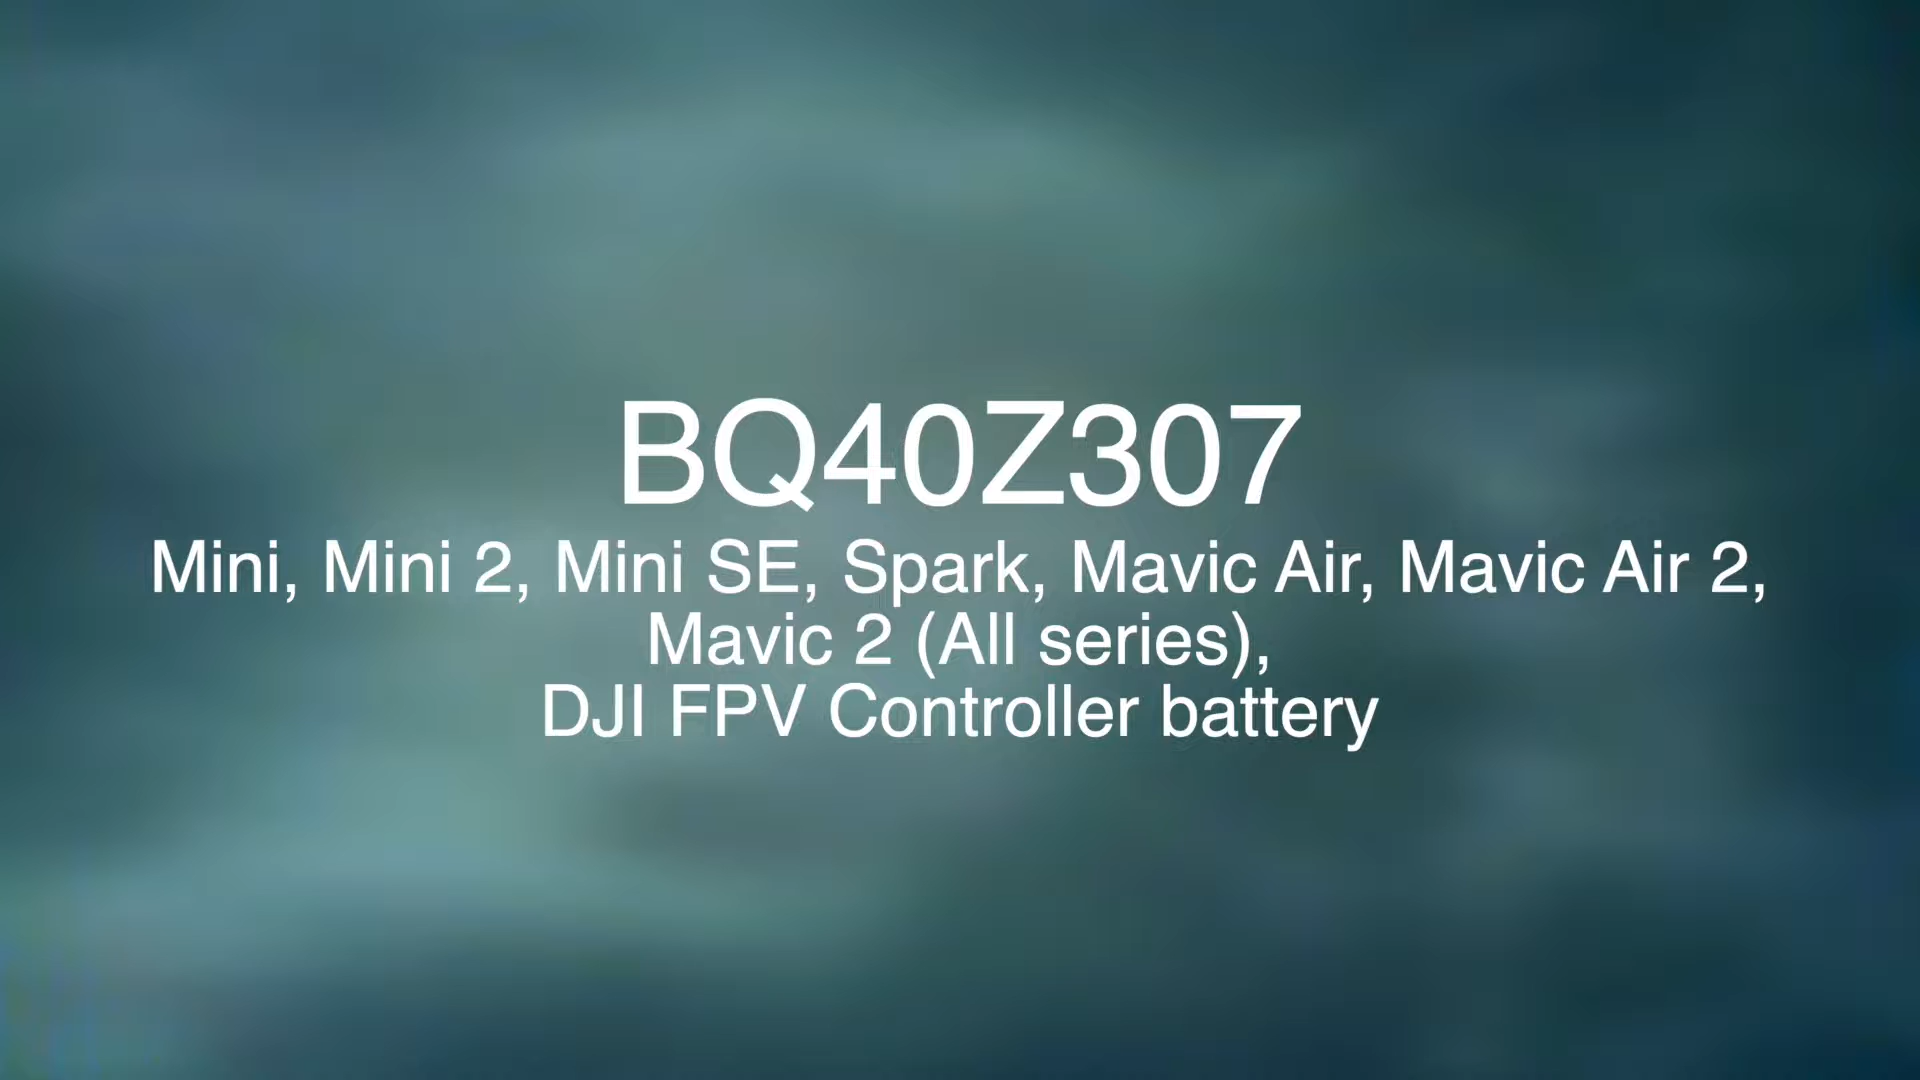 BQ40Z307
Mini, Mini 2, Mini SE, Spark, Mavic Air, Mavic Air 2,
Mavic 2 (All series),
DJI FPV Controller battery